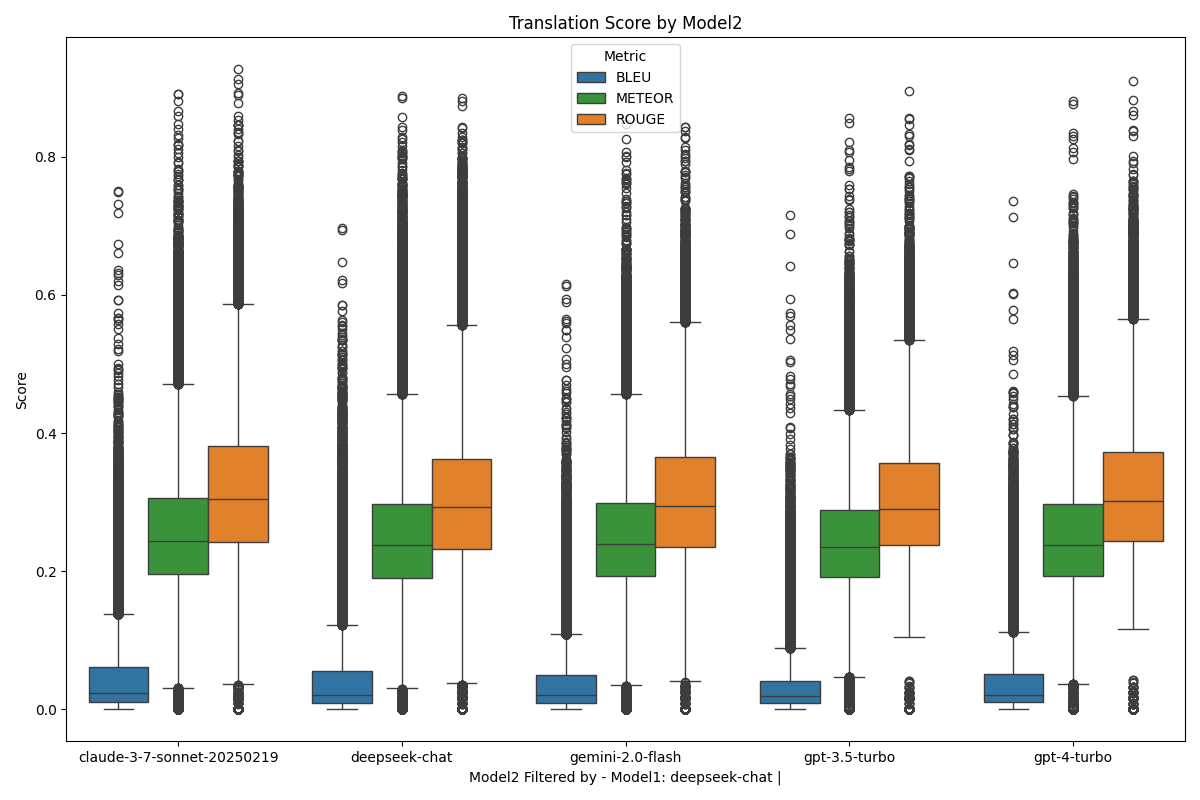 Translation Score by Model2
Metric
BLEU
METEOR
ROUGE
Score
0.8
0.6
0.4
0.2
0.0
claude-3-7-sonnet-20250219
deepseek-chat
gemini-2.0-flash
gpt-3.5-turbo
gpt-4-turbo
Model2 Filtered by - Model1: deepseek-chat |